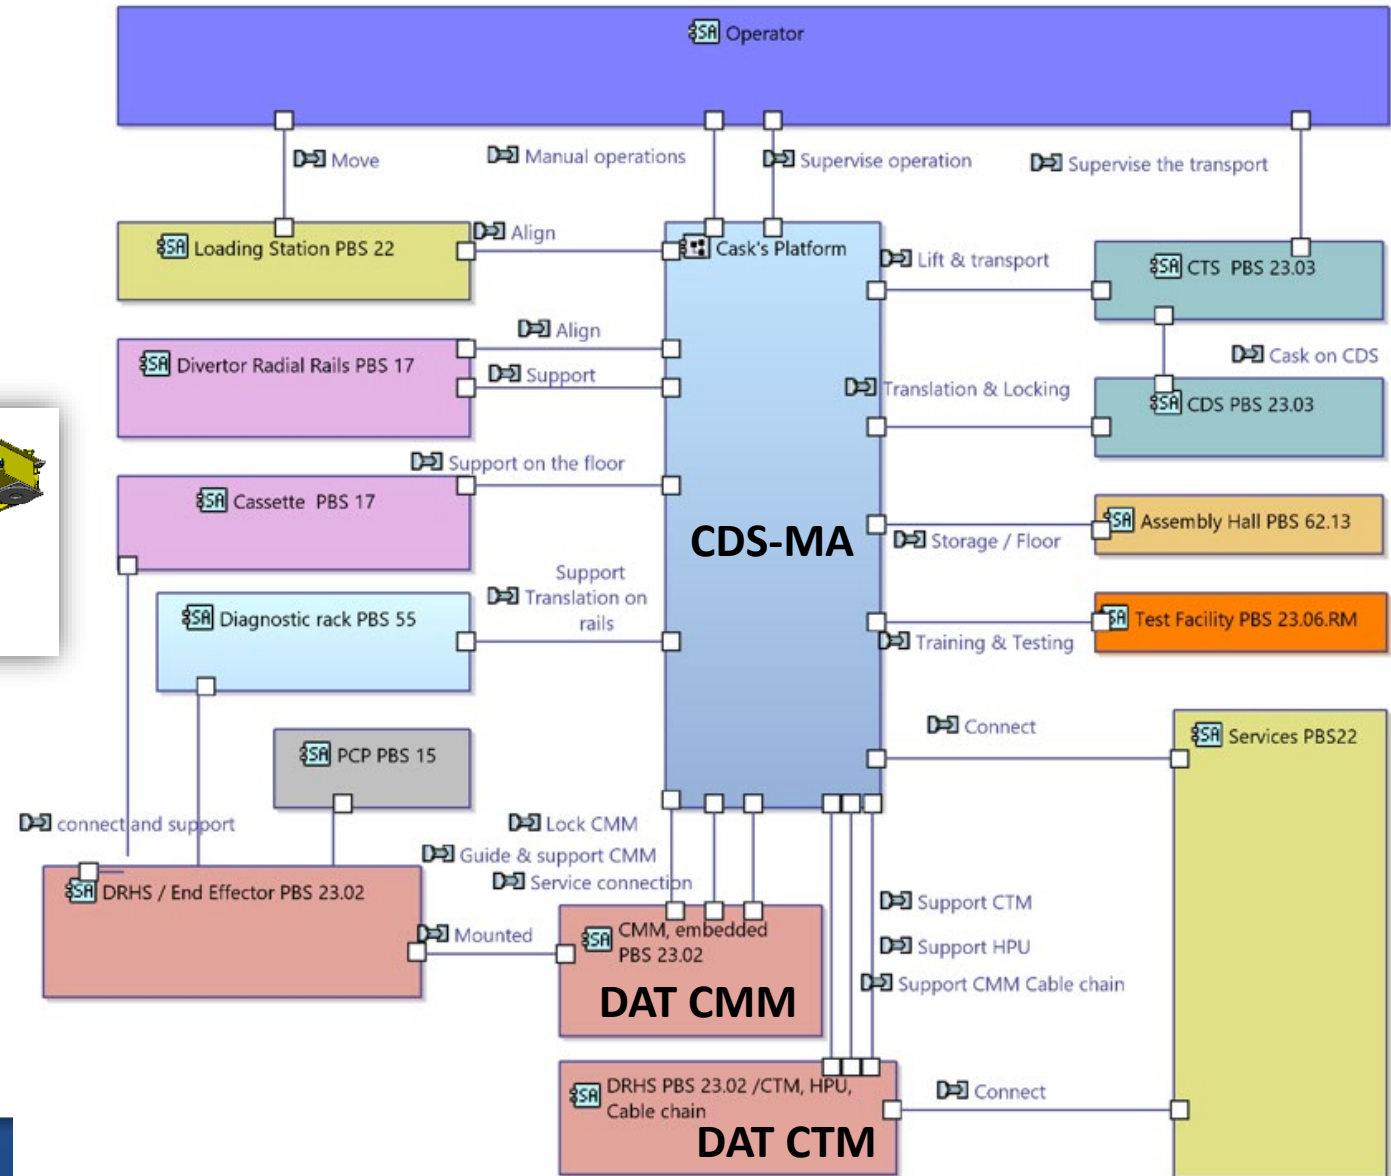 SA Operator
Move
Manual operations
Supervise operation
Supervise the transport
SA Loading Station PBS 22
Align
Cask's Platform
Lift & transport
SA CTS PBS 23.03
Align
Cask on CDS
SA Divertor Radial Rails PBS 17
Support
Translation & Locking
SA CDS PBS 23.03
Support on the floor
SA Cassette PBS 17
CDS-MA
Storage / Floor
SA Assembly Hall PBS 62.13
Support
Translation on
rails
SA Diagnostic rack PBS 55
SA Test Facility PBS 23.06.RM
Training & Testing
Connect
SA Services PBS22
SA PCP PBS 15
connect and support
Lock CMM
Guide & support CMM
Service connection
SA DRHS / End Effector PBS 23.02
Support CTM
Mounted
SA CMM, embedded
PBS 23.02
Support HPU
Support CMM Cable chain
DAT CMM
SA DRHS PBS 23.02 /CTM, HPU,
Cable chain
Connect
DAT CTM